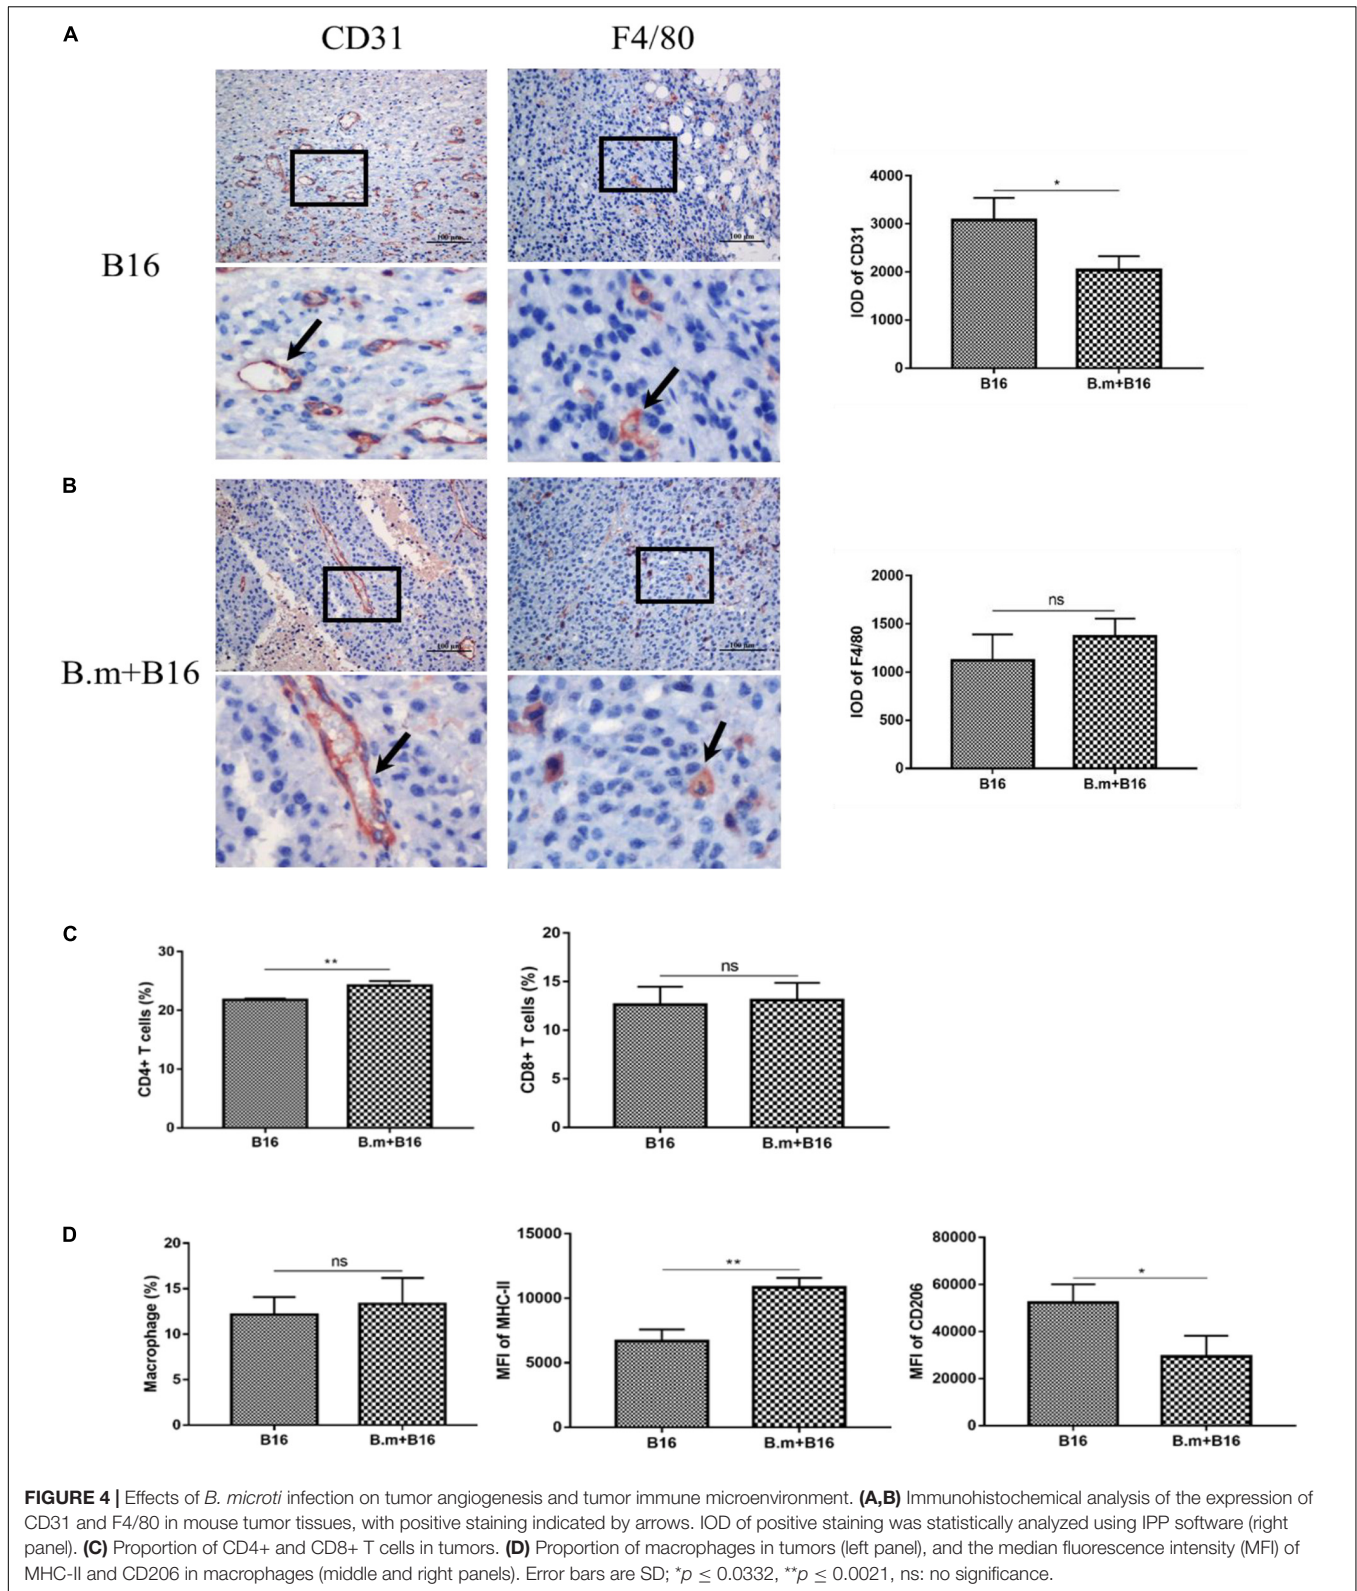 A
CD31
F4/80
B16
100 μm
100 μm
4000
3000
2000
1000
0
IOD of CD31
*
B16
B.m+B16
B
B.m+B16
100 μm
100 μm
2000
1500
1000
500
0
IOD of F4/80
ns
B16
B.m+B16
C
30
20
10
0
CD4+ T cells (%)
**
B16
B.m+B16
20
15
10
5
0
CD8+ T cells (%)
ns
B16
B.m+B16
D
20
15
10
5
0
Macrophage (%)
ns
B16
B.m+B16
15000
10000
5000
0
MFI of MHC-II
**
B16
B.m+B16
80000
60000
40000
20000
0
MFI of CD206
*
B16
B.m+B16
FIGURE 4 | Effects of B. microti infection on tumor angiogenesis and tumor immune microenvironment. (A,B) Immunohistochemical analysis of the expression of
CD31 and F4/80 in mouse tumor tissues, with positive staining indicated by arrows. IOD of positive staining was statistically analyzed using IPP software (right
panel). (C) Proportion of CD4+ and CD8+ T cells in tumors. (D) Proportion of macrophages in tumors (left panel), and the median fluorescence intensity (MFI) of
MHC-II and CD206 in macrophages (middle and right panels). Error bars are SD; *p ≤ 0.0332, **p ≤ 0.0021, ns: no significance.